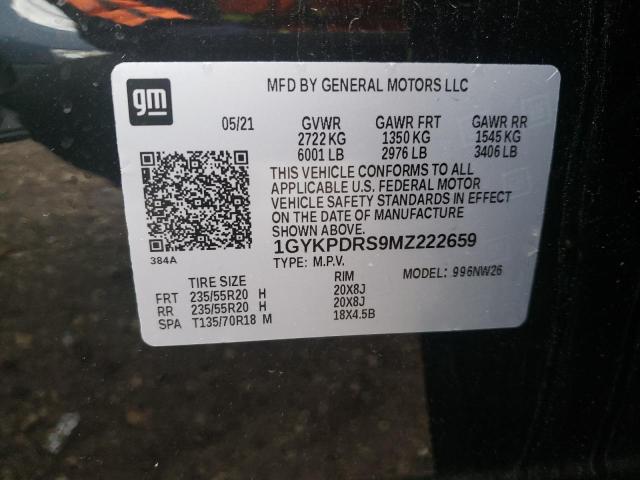 gm
MFD BY GENERAL MOTORS LLC
05/21 GVWR GAWR FRT GAWR RR
2722 KG 1350 KG 1545 KG
6001 LB 2976 LB 3406 LB
THIS VEHICLE CONFORMS TO ALL
APPLICABLE U.S. FEDERAL MOTOR
VEHICLE SAFETY STANDARDS IN EFFECT
ON THE DATE OF MANUFACTURE
SHOWN ABOVE.
384A 1GYKPDRS9MZ222659
TYPE: M.P.V. MODEL: 996NW26
TIRE SIZE RIM
FRT 235/55R20 H 20X8J
RR 235/55R20 H 20X8J
SPA T135/70R18 M 18X4.5B